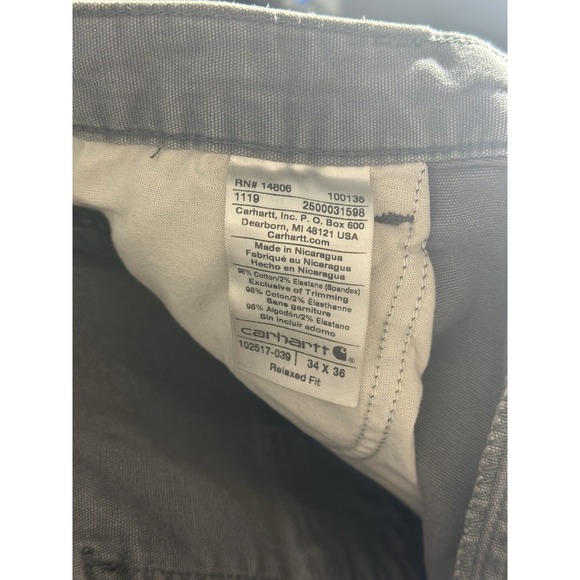 RN# 14806 100135
1119 2500031598
Carhartt, Inc. P. O. Box 600
Dearborn, MI 48121 USA
Carhartt.com
Made in Nicaragua
Fabriqué au Nicaragua
Hecho en Nicaragua
98% Cotton/2% Elastane (Spandex)
Exclusive of Trimming
98% Coton/2% Élasthanne
Sans garniture
98% Algodón/2% Elastano
Sin incluir adorno
carhartt ®
102517-039 34 X 36
Relaxed Fit